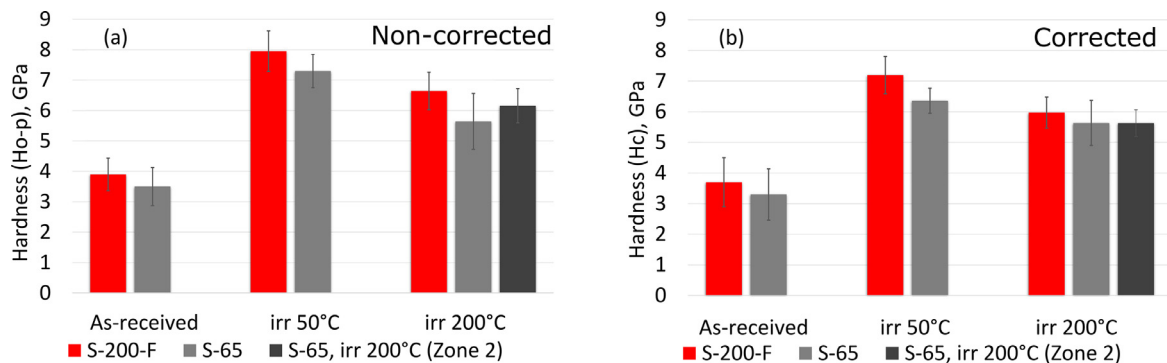 (a)
Non-corrected
Hardness (Ho-p), GPa
9
8
7
6
5
4
3
2
1
0
As-received
irr 50°C
irr 200°C
S-200-F
S-65
S-65, irr 200°C (Zone 2)
(b)
Corrected
Hardness (Hc), GPa
9
8
7
6
5
4
3
2
1
0
As-received
irr 50°C
irr 200°C
S-200-F
S-65
S-65, irr 200°C (Zone 2)